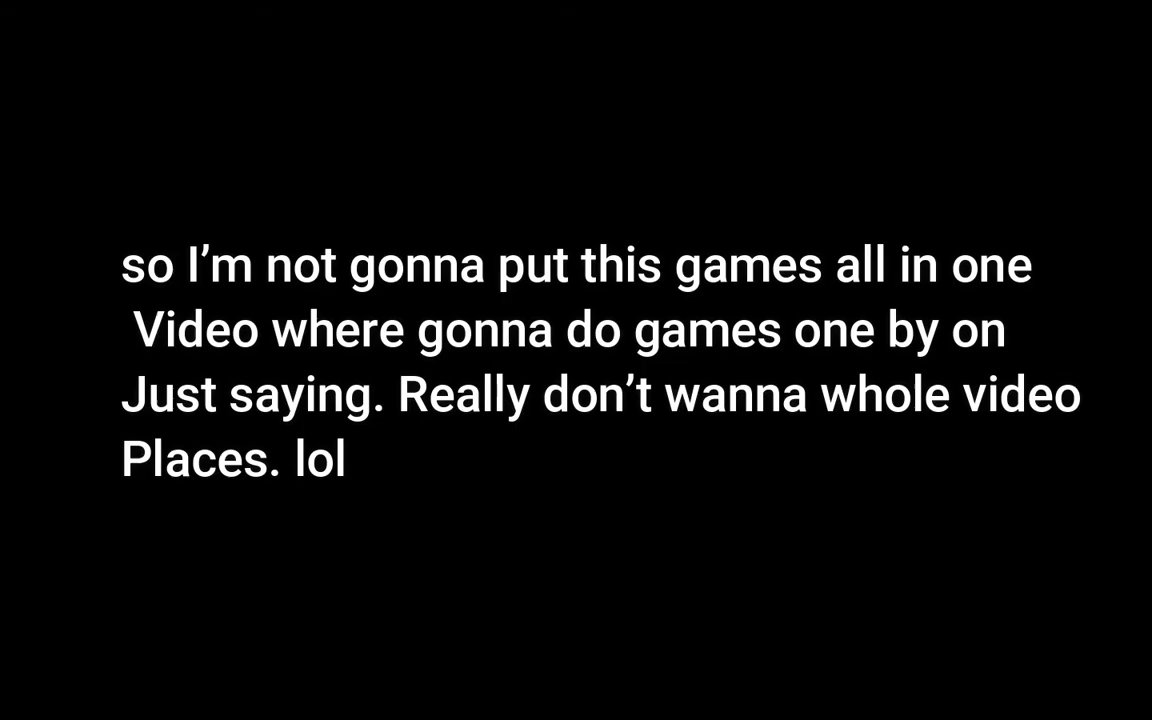 so I’m not gonna put this games all in one
Video where gonna do games one by on
Just saying. Really don’t wanna whole video
Places. lol